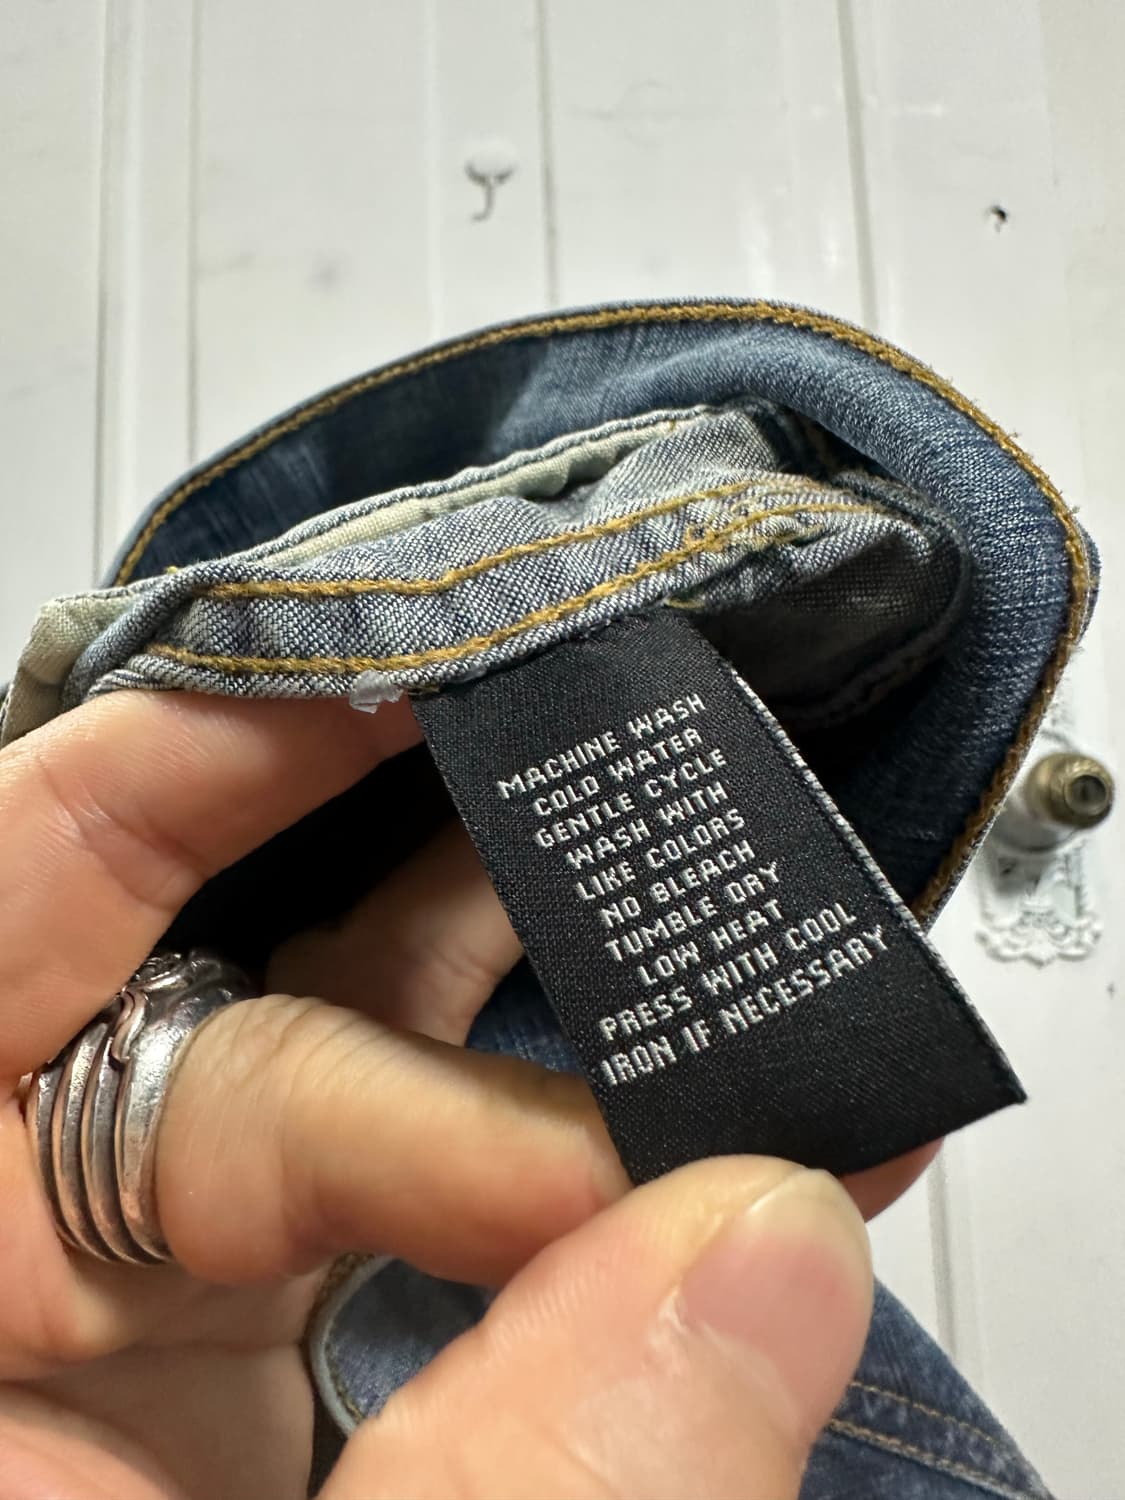 MACHINE WASH
COLD WATER
GENTLE CYCLE
WASH WITH
LIKE COLORS
NO BLEACH
TUMBLE DRY
LOW HEAT
PRESS WITH COOL
IRON IF NECESSARY